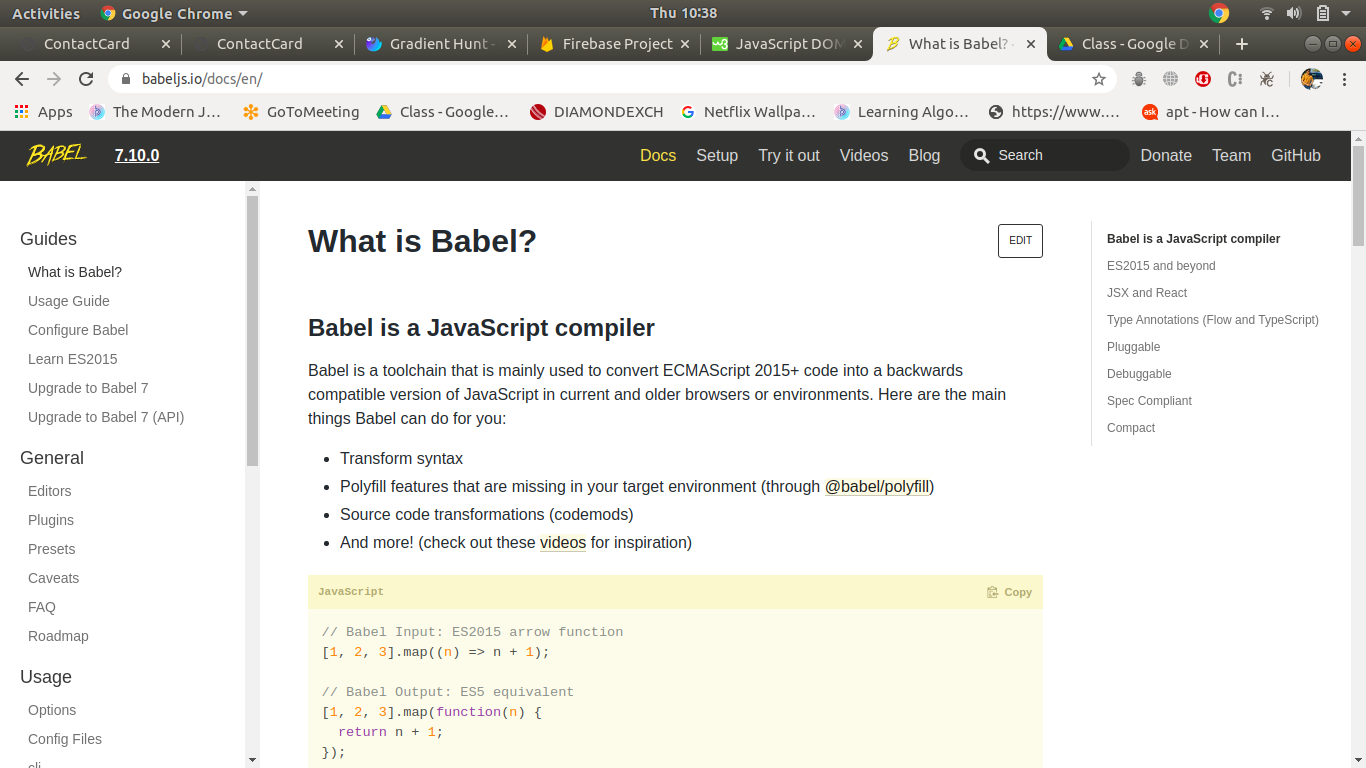 Activities Google Chrome Thu 10:38
ContactCard ContactCard Gradient Hunt - Firebase Project JavaScript DOM What is Babel? · Class - Google D
babeljs.io/docs/en/
Apps The Modern J… GoToMeeting Class - Google… DIAMONDEXCH Netflix Wallpa… Learning Algo… https://www.… apt - How can I…
BABEL 7.10.0 Docs Setup Try it out Videos Blog Search Donate Team GitHub
Guides
What is Babel?
Usage Guide
Configure Babel
Learn ES2015
Upgrade to Babel 7
Upgrade to Babel 7 (API)
General
Editors
Plugins
Presets
Caveats
FAQ
Roadmap
Usage
Options
Config Files
cli
What is Babel?
EDIT
Babel is a JavaScript compiler
Babel is a toolchain that is mainly used to convert ECMAScript 2015+ code into a backwards
compatible version of JavaScript in current and older browsers or environments. Here are the main
things Babel can do for you:
• Transform syntax
• Polyfill features that are missing in your target environment (through @babel/polyfill)
• Source code transformations (codemods)
• And more! (check out these videos for inspiration)
JavaScript Copy
// Babel Input: ES2015 arrow function
[1, 2, 3].map((n) => n + 1);
// Babel Output: ES5 equivalent
[1, 2, 3].map(function(n) {
  return n + 1;
});
Babel is a JavaScript compiler
ES2015 and beyond
JSX and React
Type Annotations (Flow and TypeScript)
Pluggable
Debuggable
Spec Compliant
Compact